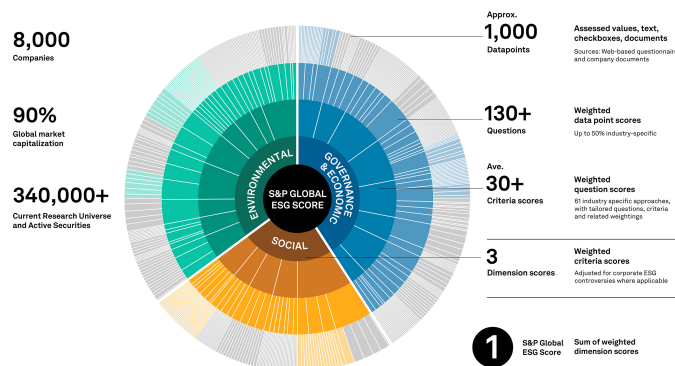 8,000
Companies
90%
Global market
capitalization
340,000+
Current Research Universe
and Active Securities
ENVIRONMENTAL
GOVERNANCE
& ECONOMIC
SOCIAL
S&P GLOBAL
ESG SCORE
Approx.
1,000
Datapoints
Assessed values, text,
checkboxes, documents
Sources: Web-based questionnaire
and company documents
130+
Questions
Weighted
data point scores
Up to 50% industry-specific
Ave.
30+
Criteria scores
Weighted
question scores
61 industry specific approaches,
with tailored questions, criteria
and related weightings
3
Dimension scores
Weighted
criteria scores
Adjusted for corporate ESG
controversies where applicable
1
S&P Global
ESG Score
Sum of weighted
dimension scores